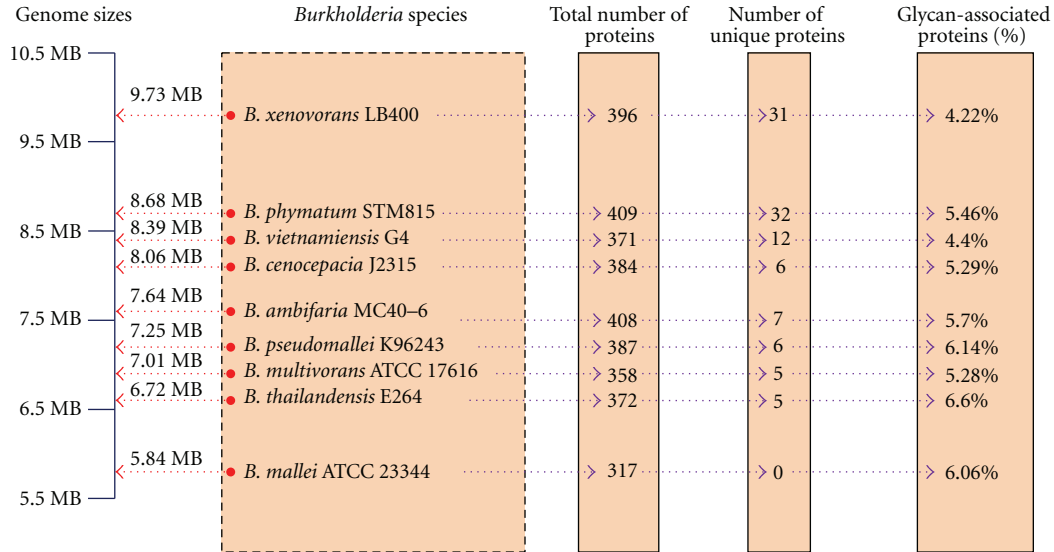 Genome sizes
Burkholderia species
Total number of
proteins
Number of
unique proteins
Glycan-associated
proteins (%)
10.5 MB
9.5 MB
8.5 MB
7.5 MB
6.5 MB
5.5 MB
9.73 MB B. xenovorans LB400 396 31 4.22%
8.68 MB B. phymatum STM815 409 32 5.46%
8.39 MB B. vietnamiensis G4 371 12 4.4%
8.06 MB B. cenocepacia J2315 384 6 5.29%
7.64 MB B. ambifaria MC40–6 408 7 5.7%
7.25 MB B. pseudomallei K96243 387 6 6.14%
7.01 MB B. multivorans ATCC 17616 358 5 5.28%
6.72 MB B. thailandensis E264 372 5 6.6%
5.84 MB B. mallei ATCC 23344 317 0 6.06%